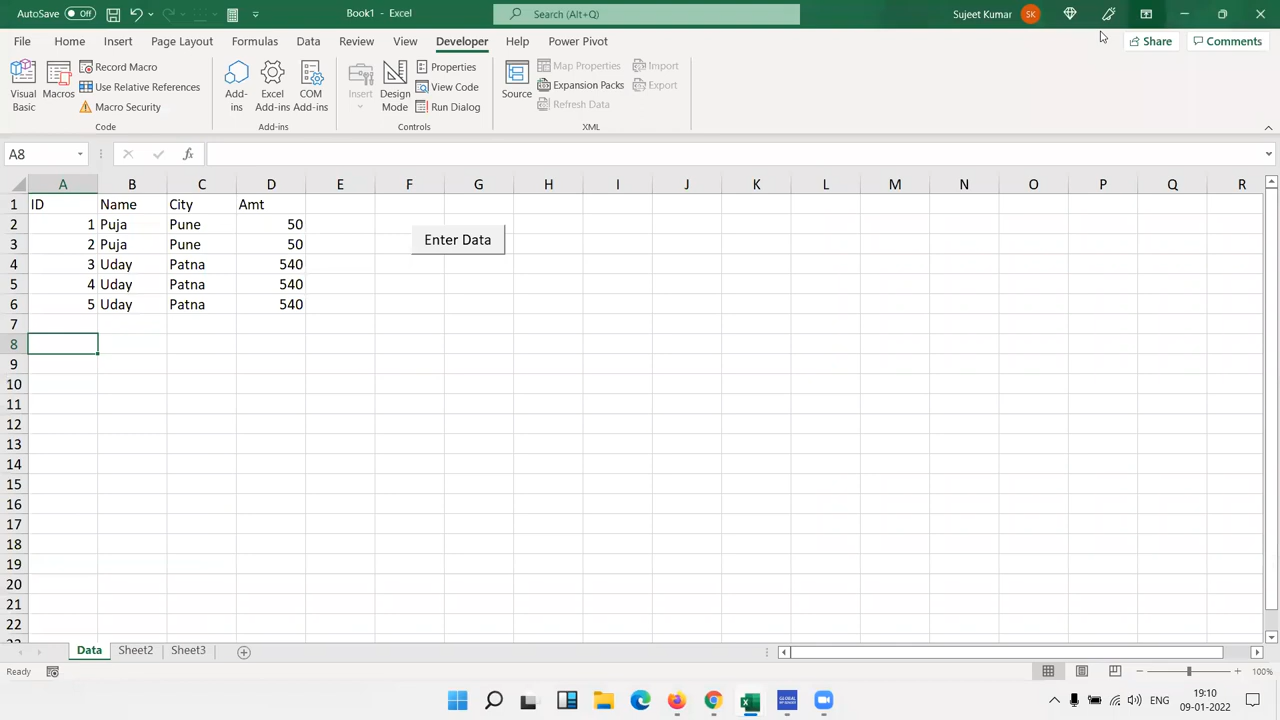 AutoSave Off Book1 - Excel Search (Alt+Q) Sujeet Kumar SK
File Home Insert Page Layout Formulas Data Review View Developer Help Power Pivot Share Comments
Visual Basic
Macros
Record Macro
Use Relative References
Macro Security
Code
Add-ins
Excel Add-ins
COM Add-ins
Add-ins
Insert
Design Mode
Properties
View Code
Run Dialog
Controls
Source
Map Properties
Expansion Packs
Refresh Data
Import
Export
XML
A8 fx
A B C D E F G H I J K L M N O P Q R
1 ID Name City Amt
2 1 Puja Pune 50
3 2 Puja Pune 50
Enter Data
4 3 Uday Patna 540
5 4 Uday Patna 540
6 5 Uday Patna 540
7
8
9
10
11
12
13
14
15
16
17
18
19
20
21
22
Data Sheet2 Sheet3
Ready 100%
ENG 19:10
09-01-2022